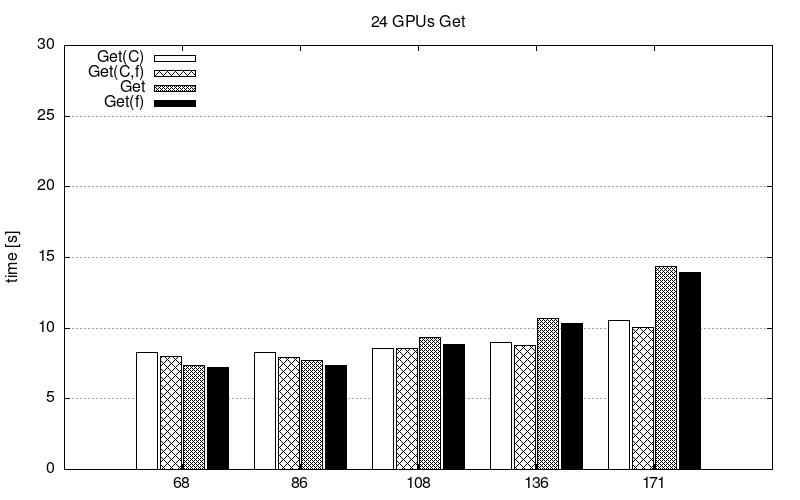 24 GPUs Get
30
25
20
15
10
5
0
time [s]
Get(C)
Get(C,f)
Get
Get(f)
68 86 108 136 171